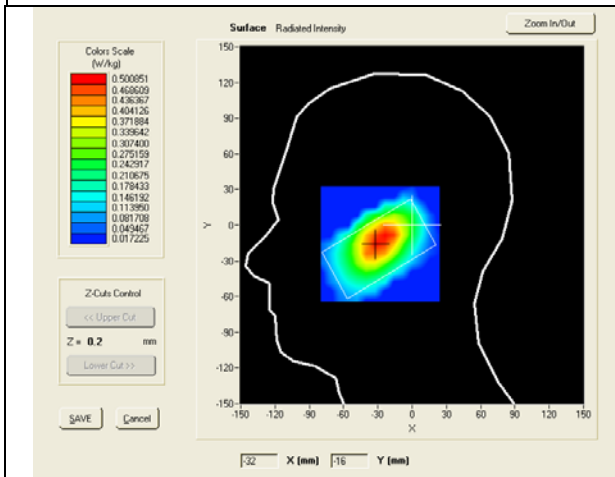 Surface Radiated Intensity
Zoom In/Out
Colors Scale
(W/kg)
0.500851
0.468609
0.436367
0.404126
0.371884
0.339642
0.307400
0.275159
0.242917
0.210675
0.178433
0.146192
0.113950
0.081708
0.049467
0.017225
Z-Cuts Control
<< Upper Cut
Z = 0.2 mm
Lower Cut >>
SAVE Cancel
150
120
90
60
30
0
-30
-60
-90
-120
-150
Y
-150 -120 -90 -60 -30 0 30 60 90 120 150
X
-32 X (mm) -16 Y (mm)